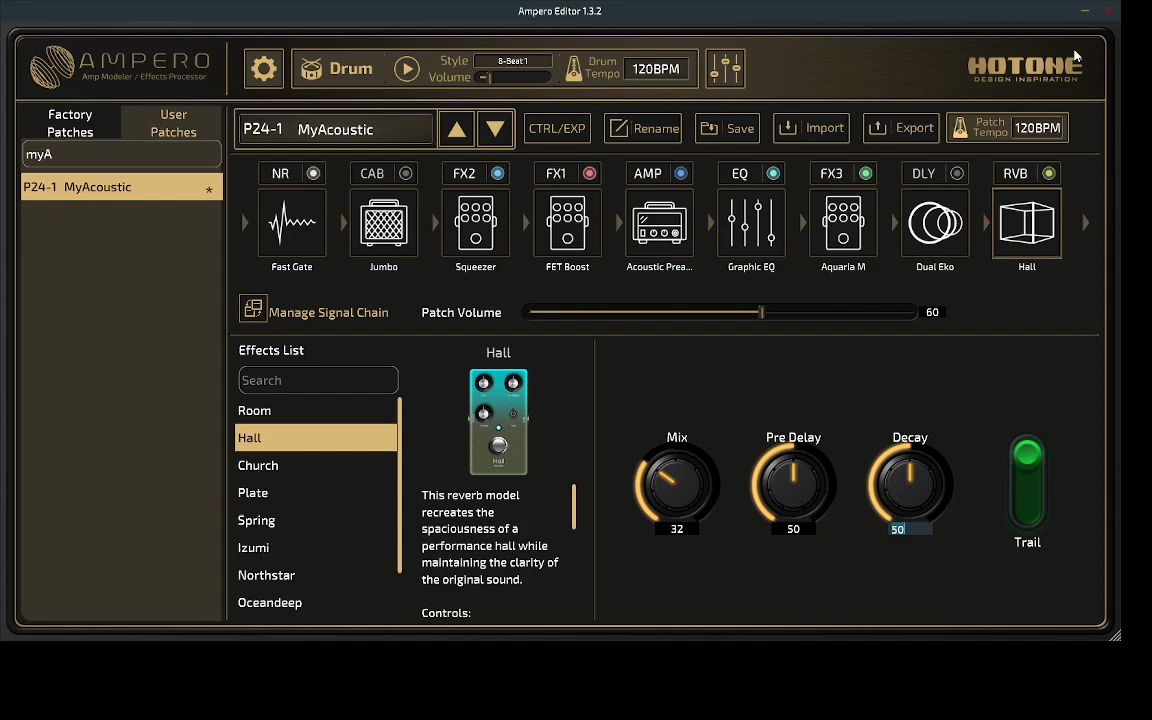 Ampero Editor 1.3.2
AMPERO
Amp Modeler / Effects Processor
Drum
Style
8-Beat1
Volume
Drum
Tempo
120BPM
HOTONE
DESIGN INSPIRATION
Factory
Patches
User
Patches
myA
P24-1 MyAcoustic *
P24-1 MyAcoustic
CTRL/EXP
Rename
Save
Import
Export
Patch
Tempo
120BPM
NR
CAB
FX2
FX1
AMP
EQ
FX3
DLY
RVB
Fast Gate
Jumbo
Squeezer
FET Boost
Acoustic Prea...
Graphic EQ
Aquaria M
Dual Eko
Hall
Manage Signal Chain
Patch Volume
60
Effects List
Search
Room
Hall
Church
Plate
Spring
Izumi
Northstar
Oceandeep
Hall
Hall
This reverb model
recreates the
spaciousness of a
performance hall while
maintaining the clarity of
the original sound.
Controls:
Mix
32
Pre Delay
50
Decay
50
Trail